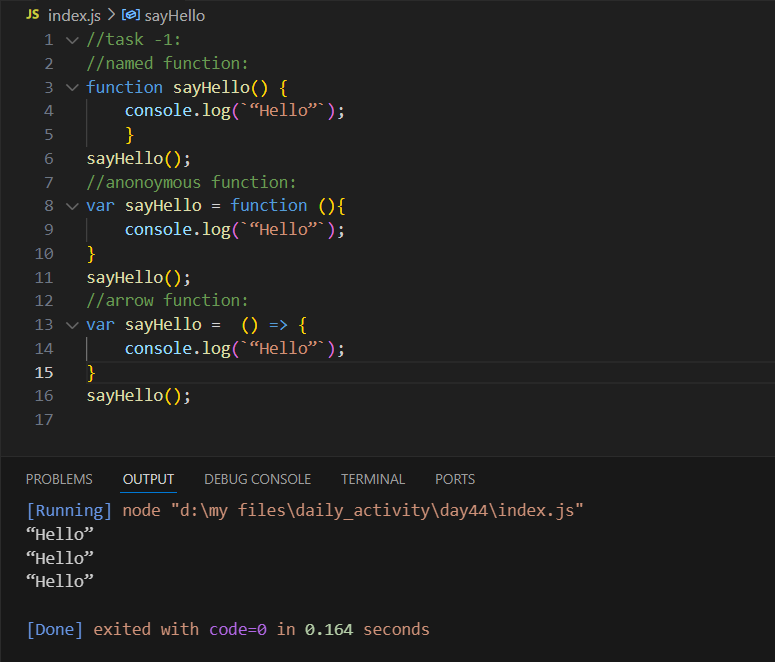 JS index.js > sayHello
1 //task -1:
2 //named function:
3 function sayHello() {
4     console.log(`“Hello”`);
5     }
6 sayHello();
7 //anonoymous function:
8 var sayHello = function (){
9     console.log(`“Hello”`);
10 }
11 sayHello();
12 //arrow function:
13 var sayHello =  () => {
14     console.log(`“Hello”`);
15 }
16 sayHello();
17
PROBLEMS OUTPUT DEBUG CONSOLE TERMINAL PORTS
[Running] node "d:\my files\daily_activity\day44\index.js"
“Hello”
“Hello”
“Hello”
[Done] exited with code=0 in 0.164 seconds